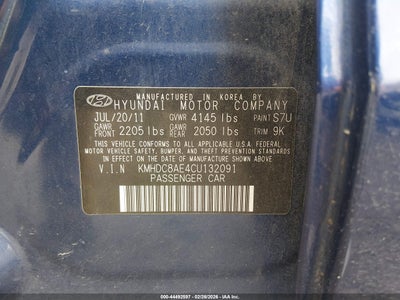 MANUFACTURED IN KOREA BY
HYUNDAI MOTOR COMPANY
JUL/20/11 GVWR 4145 lbs PAINT S7U
GAWR FRONT 2205 lbs GAWR REAR 2050 lbs TRIM 9K
THIS VEHICLE CONFORMS TO ALL APPLICABLE U.S.A. FEDERAL
MOTOR VEHICLE SAFETY, BUMPER, AND THEFT PREVENTION
STANDARDS IN EFFECT ON THE DATE OF MANUFACTURE SHOWN ABOVE.
V.I.N KMHDC8AE4CU132091
PASSENGER CAR
000-44492597 - 02/28/2026 - IAA Inc.